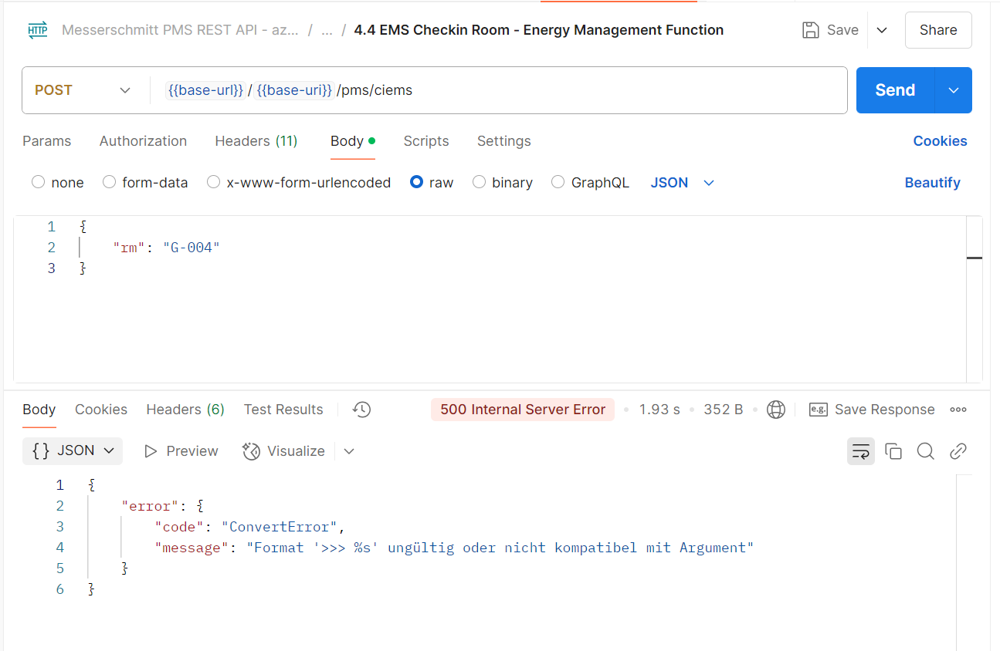 HTTP Messerschmitt PMS REST API - az... / ... / 4.4 EMS Checkin Room - Energy Management Function Save Share
POST {{base-url}} / {{base-uri}} /pms/ciems Send
Params Authorization Headers (11) Body Scripts Settings Cookies
none form-data x-www-form-urlencoded raw binary GraphQL JSON Beautify
1 {
2 "rm": "G-004"
3 }
Body Cookies Headers (6) Test Results 500 Internal Server Error 1.93 s 352 B e.g. Save Response
{} JSON Preview Visualize
1 {
2 "error": {
3 "code": "ConvertError",
4 "message": "Format '>>> %s' ungültig oder nicht kompatibel mit Argument"
5 }
6 }